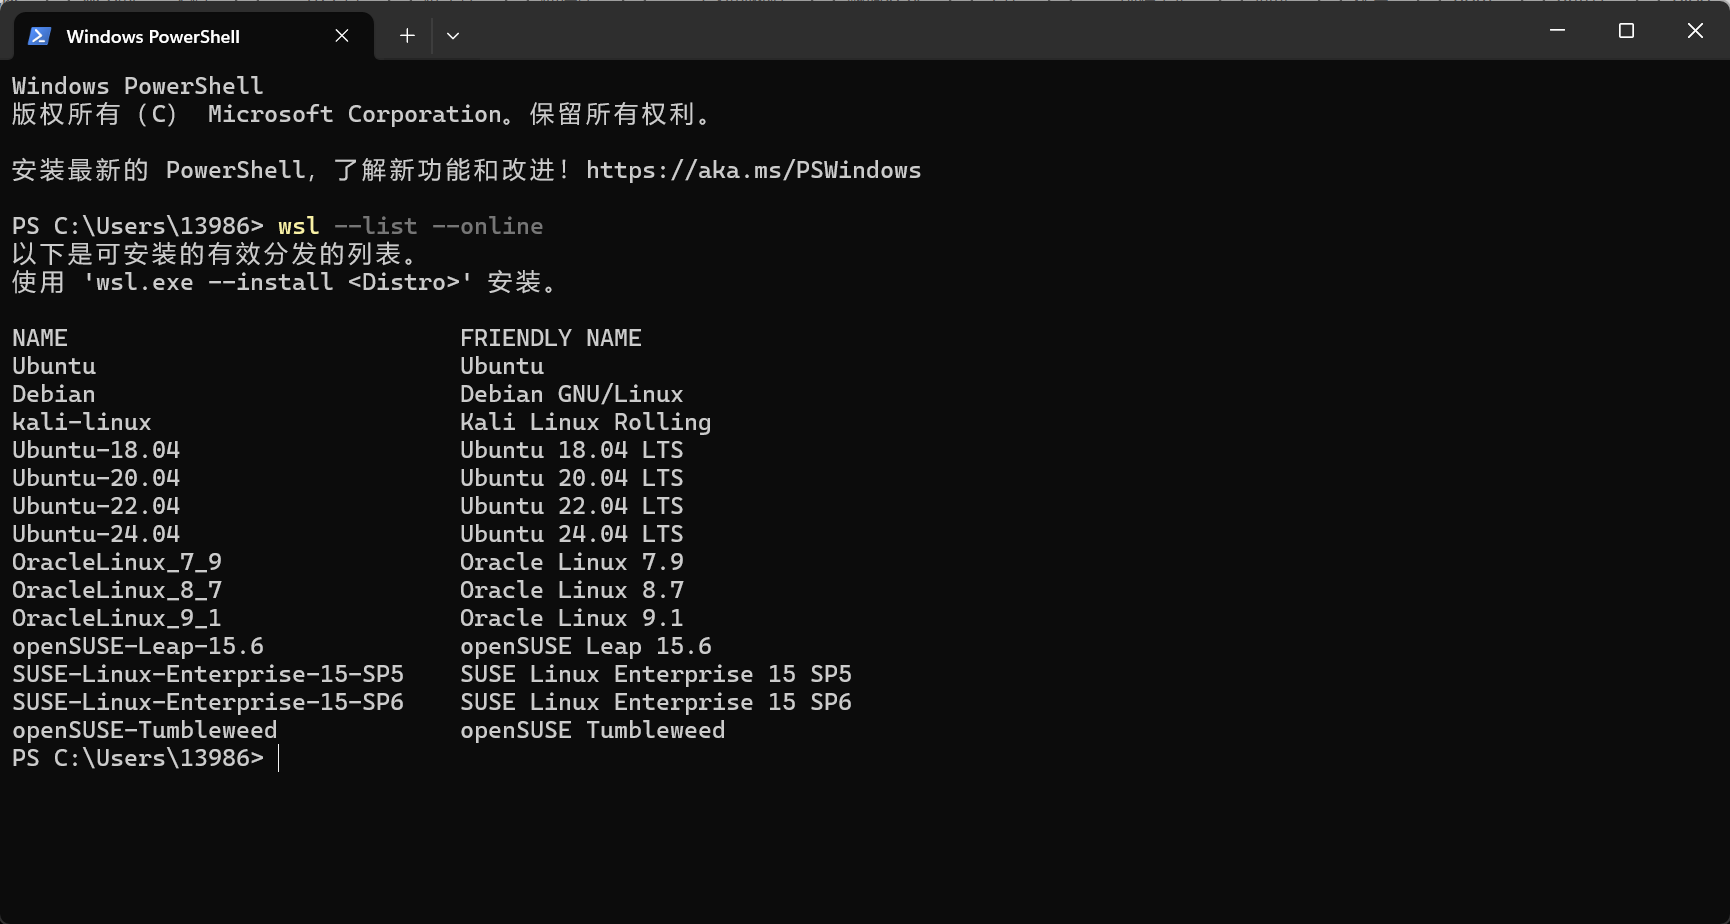 Windows PowerShell
Windows PowerShell
版权所有（C） Microsoft Corporation。保留所有权利。
安装最新的 PowerShell，了解新功能和改进！https://aka.ms/PSWindows
PS C:\Users\13986> wsl --list --online
以下是可安装的有效分发的列表。
使用 'wsl.exe --install <Distro>' 安装。
NAME FRIENDLY NAME
Ubuntu Ubuntu
Debian Debian GNU/Linux
kali-linux Kali Linux Rolling
Ubuntu-18.04 Ubuntu 18.04 LTS
Ubuntu-20.04 Ubuntu 20.04 LTS
Ubuntu-22.04 Ubuntu 22.04 LTS
Ubuntu-24.04 Ubuntu 24.04 LTS
OracleLinux_7_9 Oracle Linux 7.9
OracleLinux_8_7 Oracle Linux 8.7
OracleLinux_9_1 Oracle Linux 9.1
openSUSE-Leap-15.6 openSUSE Leap 15.6
SUSE-Linux-Enterprise-15-SP5 SUSE Linux Enterprise 15 SP5
SUSE-Linux-Enterprise-15-SP6 SUSE Linux Enterprise 15 SP6
openSUSE-Tumbleweed openSUSE Tumbleweed
PS C:\Users\13986>